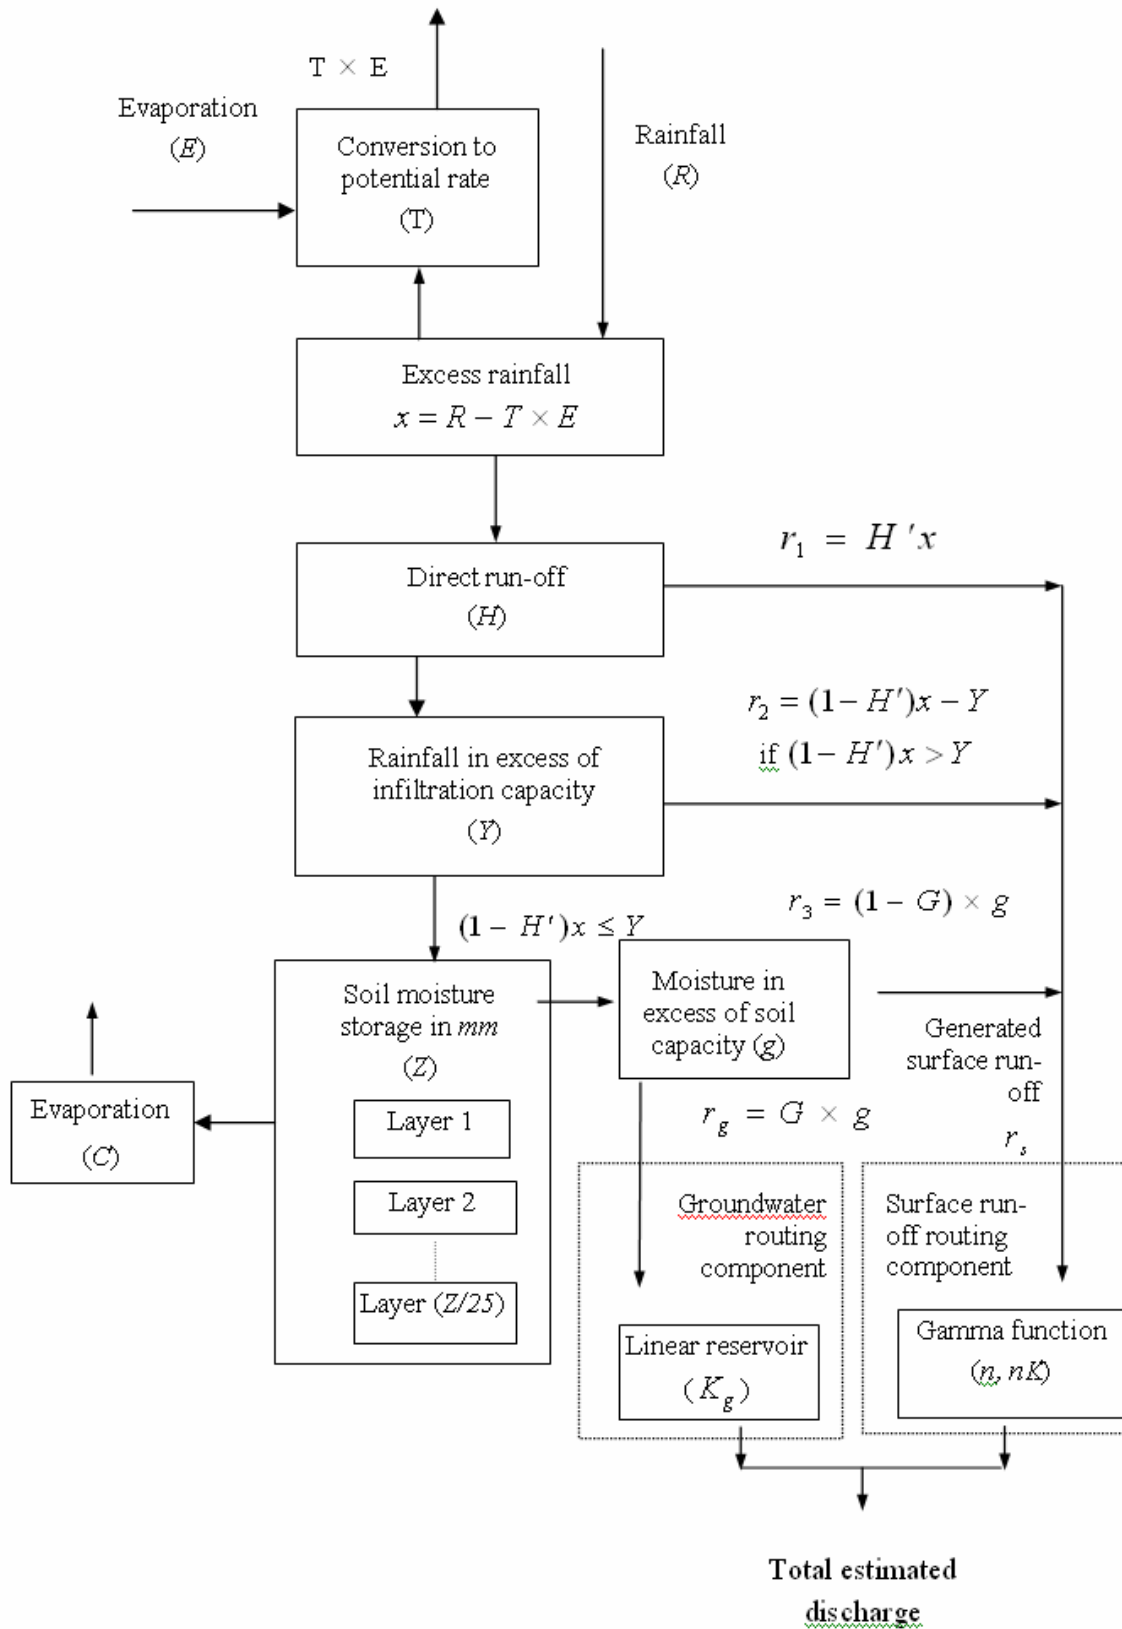 T × E
Evaporation
(E)
Conversion to
potential rate
(T)
Rainfall
(R)
Excess rainfall
x = R − T × E
r₁ = H′x
Direct run-off
(H)
r₂ = (1− H′)x − Y
if (1− H′)x > Y
Rainfall in excess of
infiltration capacity
(Y)
r₃ = (1 − G) × g
(1 − H′)x ≤ Y
Soil moisture
storage in mm
(Z)
Layer 1
Layer 2
Layer (Z/25)
Moisture in
excess of soil
capacity (g)
Generated
surface run-
off
rₛ
Evaporation
(C)
r_g = G × g
Groundwater
routing
component
Surface run-
off routing
component
Linear reservoir
(K_g)
Gamma function
(n, nK)
Total estimated
discharge